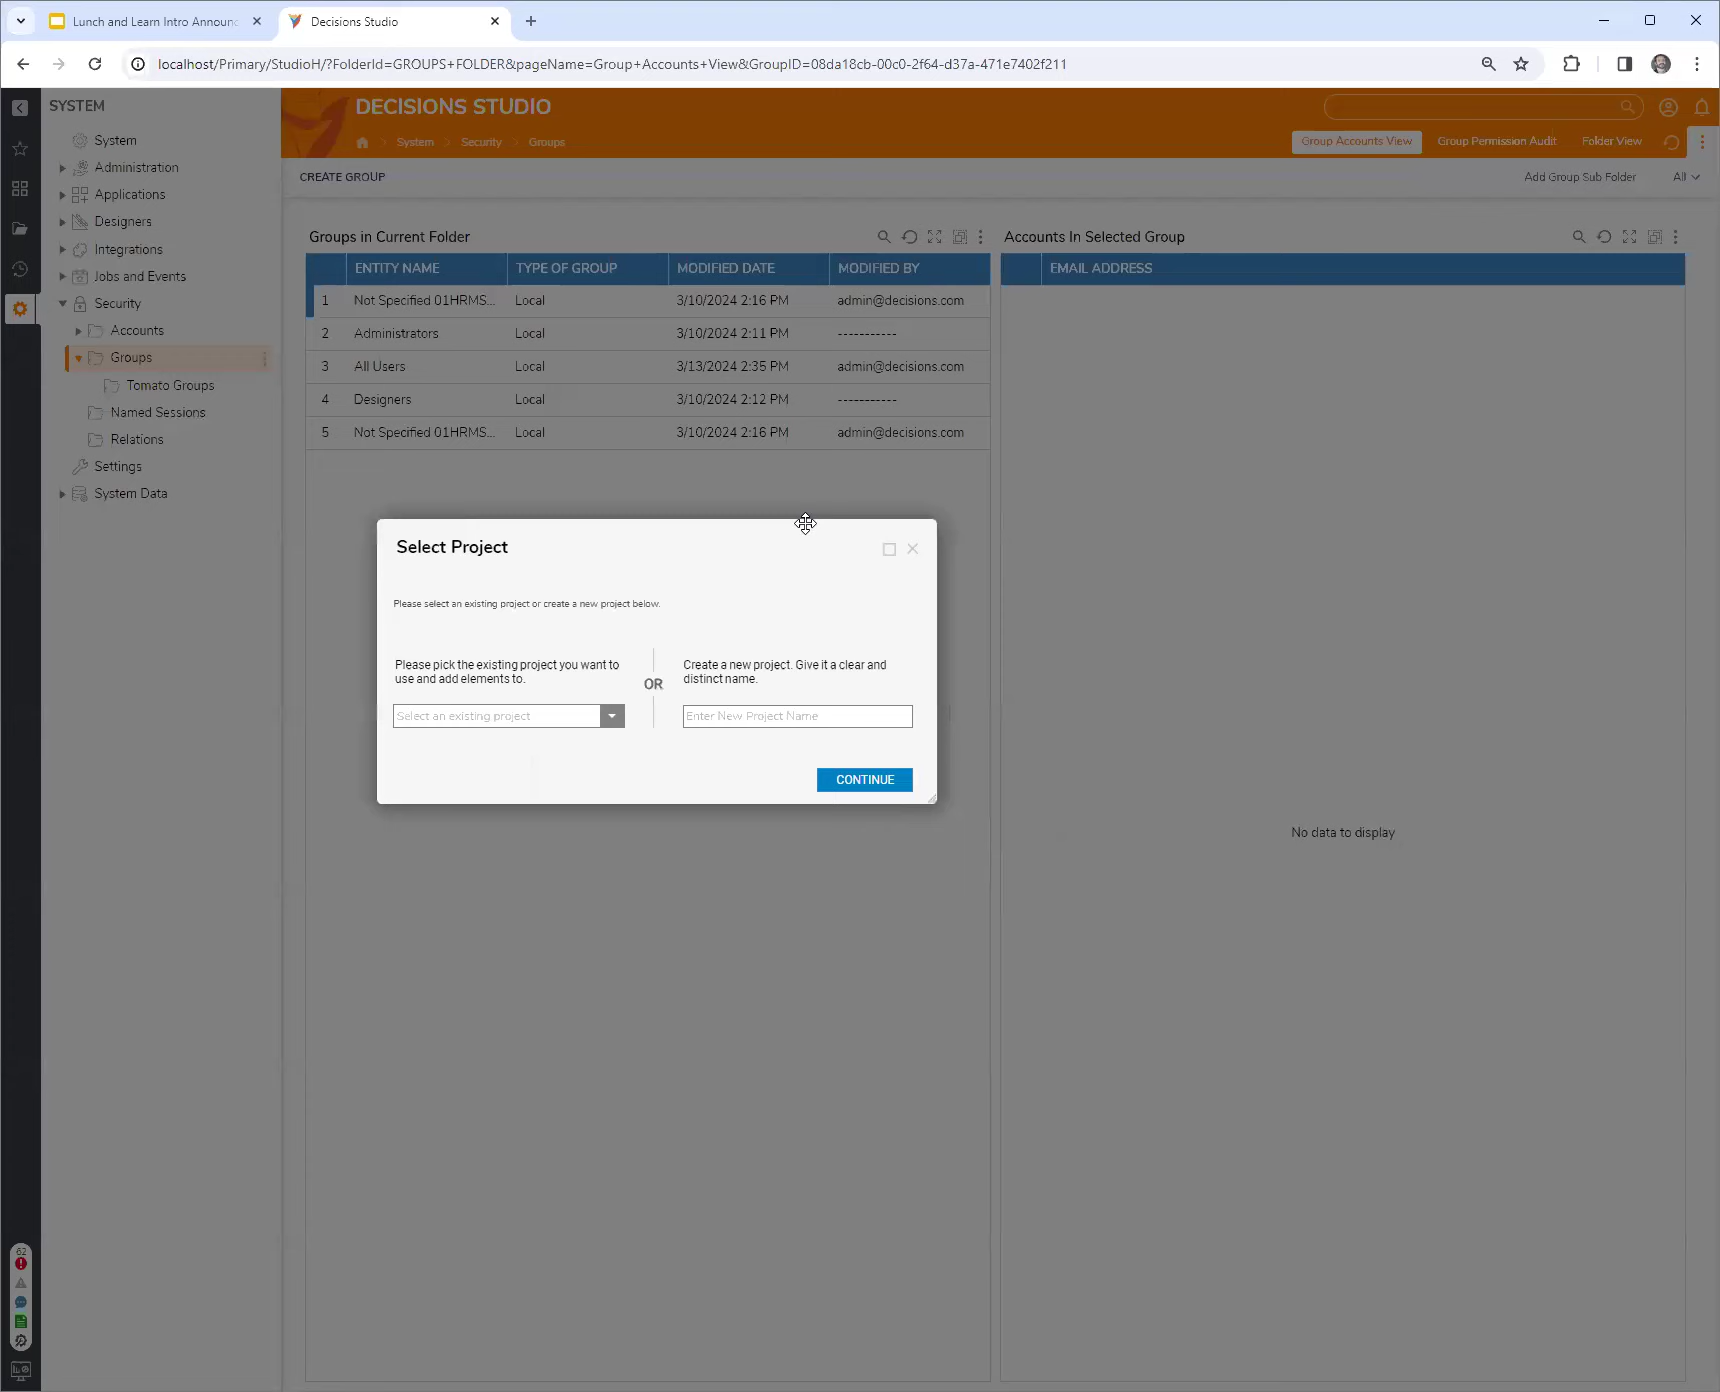 Lunch and Learn Intro Announc
Decisions Studio
localhost/Primary/StudioH/?FolderId=GROUPS+FOLDER&pageName=Group+Accounts+View&GroupID=08da18cb-00c0-2f64-d37a-471e7402f211
SYSTEM
System
Administration
Applications
Designers
Integrations
Jobs and Events
Security
Accounts
Groups
Tomato Groups
Named Sessions
Relations
Settings
System Data
62
DECISIONS STUDIO
System > Security > Groups
Group Accounts View
Group Permission Audit
Folder View
CREATE GROUP
Add Group Sub Folder
All
Groups in Current Folder
ENTITY NAME TYPE OF GROUP MODIFIED DATE MODIFIED BY
1 Not Specified 01HRMS... Local 3/10/2024 2:16 PM admin@decisions.com
2 Administrators Local 3/10/2024 2:11 PM -----------
3 All Users Local 3/13/2024 2:35 PM admin@decisions.com
4 Designers Local 3/10/2024 2:12 PM -----------
5 Not Specified 01HRMS... Local 3/10/2024 2:16 PM admin@decisions.com
Accounts In Selected Group
EMAIL ADDRESS
No data to display
Select Project
Please select an existing project or create a new project below.
Please pick the existing project you want to
use and add elements to.
Select an existing project
OR
Create a new project. Give it a clear and
distinct name.
Enter New Project Name
CONTINUE